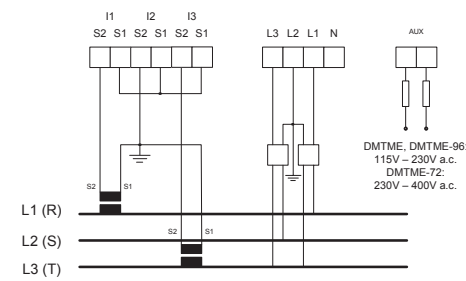 I1 I2 I3
S2 S1 S2 S1 S2 S1
L3 L2 L1 N
AUX
DMTME, DMTME-96:
115V – 230V a.c.
DMTME-72:
230V – 400V a.c.
S2 S1
L1 (R)
S2 S1
L2 (S)
L3 (T)